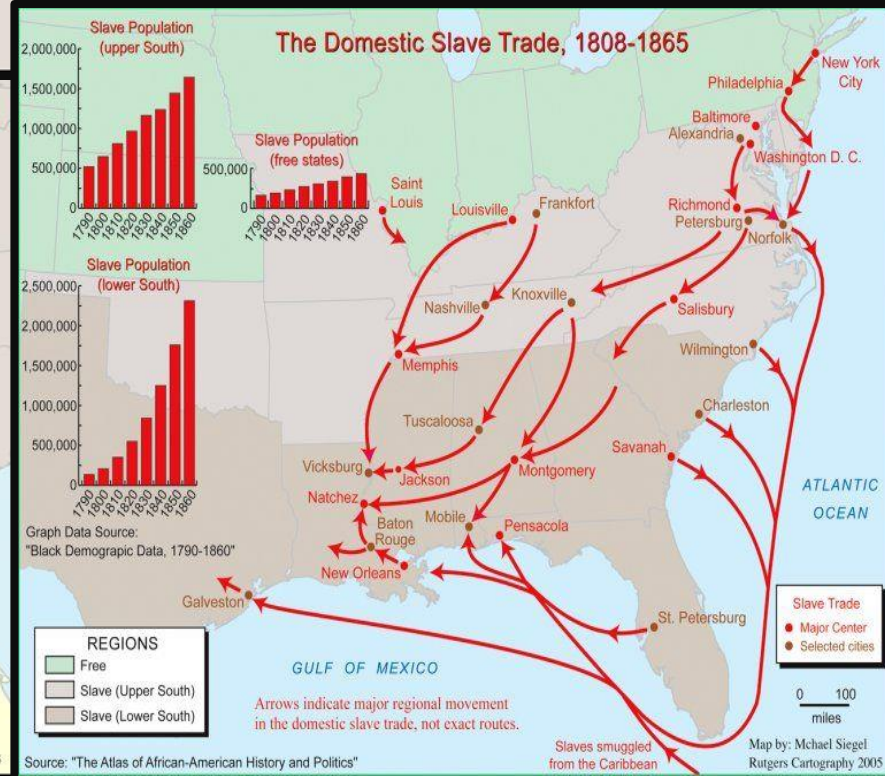 The Domestic Slave Trade, 1808-1865
Slave Population
(upper South)
2,000,000
1,500,000
1,000,000
500,000
1790
1800
1810
1820
1830
1840
1850
1860
Slave Population
(free states)
500,000
0
1790
1800
1810
1820
1830
1840
1850
1860
Slave Population
(lower South)
2,500,000
2,000,000
1,500,000
1,000,000
500,000
1790
1800
1810
1820
1830
1840
1850
1860
Graph Data Source:
"Black Demograpic Data, 1790-1860"
New York
City
Philadelphia
Baltimore
Alexandria
Washington D. C.
Saint
Louis
Louisville
Frankfort
Richmond
Petersburg
Norfolk
Nashville
Knoxville
Salisbury
Memphis
Wilmington
Tuscaloosa
Charleston
Vicksburg
Jackson
Montgomery
Savanah
Natchez
Mobile
Pensacola
Baton
Rouge
New Orleans
Galveston
St. Petersburg
ATLANTIC
OCEAN
GULF OF MEXICO
REGIONS
Free
Slave (Upper South)
Slave (Lower South)
Slave Trade
Major Center
Selected cities
Arrows indicate major regional movement
in the domestic slave trade, not exact routes.
0 100
miles
Slaves smuggled
from the Caribbean
Map by: Mchael Siegel
Rutgers Cartography 2005
Source: "The Atlas of African-American History and Politics"